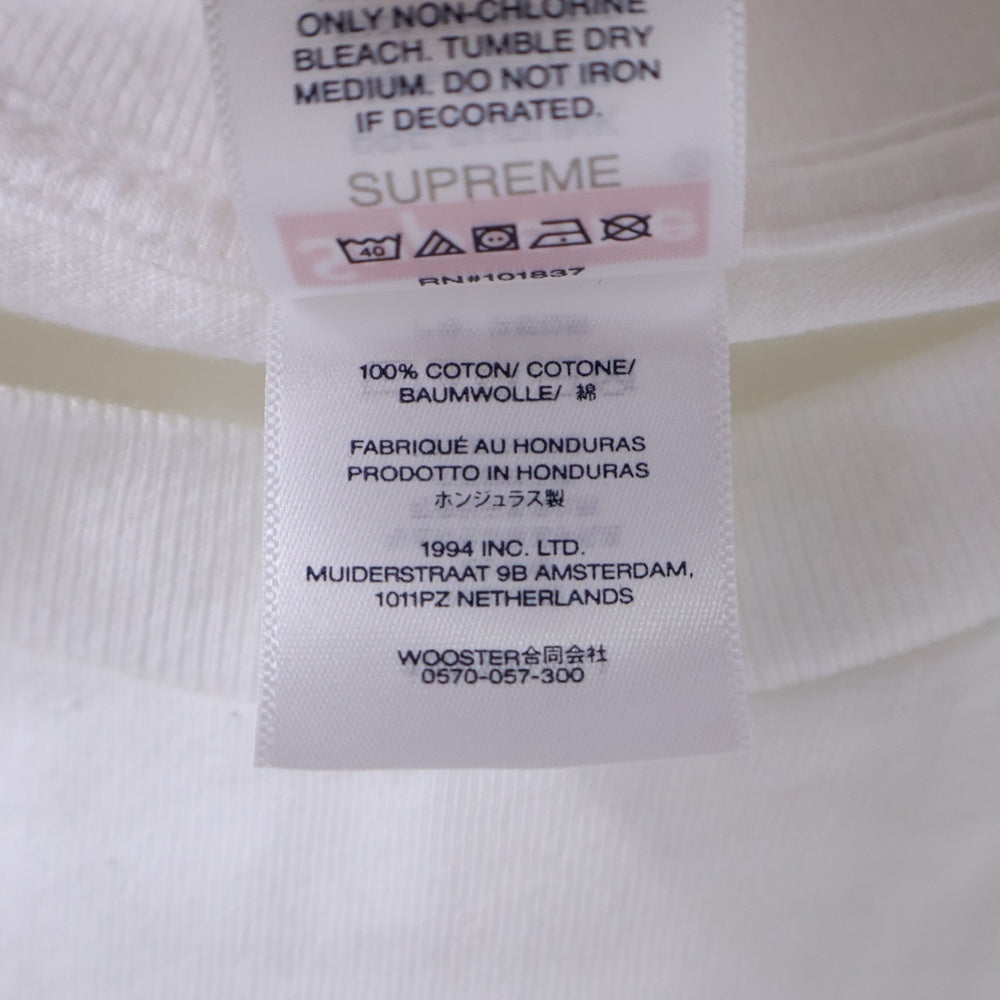 ONLY NON-CHLORINE
BLEACH. TUMBLE DRY
MEDIUM. DO NOT IRON
IF DECORATED.
SUPREME
40
RN#101837
100% COTON/ COTONE/
BAUMWOLLE/ 綿
FABRIQUÉ AU HONDURAS
PRODOTTO IN HONDURAS
ホンジュラス製
1994 INC. LTD.
MUIDERSTRAAT 9B AMSTERDAM,
1011PZ NETHERLANDS
WOOSTER合同会社
0570-057-300